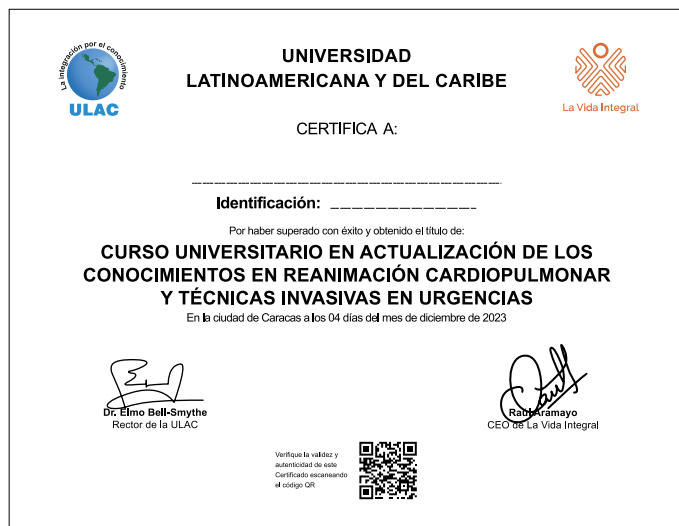 La integración por el conocimiento
ULAC
UNIVERSIDAD
LATINOAMERICANA Y DEL CARIBE
La Vida Integral
CERTIFICA A:
Identificación:
Por haber superado con éxito y obtenido el título de:
CURSO UNIVERSITARIO EN ACTUALIZACIÓN DE LOS
CONOCIMIENTOS EN REANIMACIÓN CARDIOPULMONAR
Y TÉCNICAS INVASIVAS EN URGENCIAS
En la ciudad de Caracas a los 04 días del mes de diciembre de 2023
Dr. Elmo Bell-Smythe
Rector de la ULAC
Raul Aramayo
CEO de La Vida Integral
Verifique la validez y
autenticidad de este
Certificado escaneando
el código QR